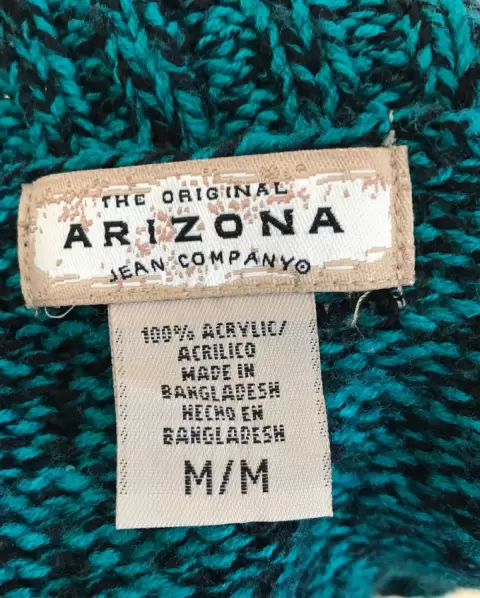 THE ORIGINAL
ARIZONA
JEAN COMPANY®
100% ACRYLIC/
ACRILICO
MADE IN
BANGLADESH
HECHO EN
BANGLADESH
M/M